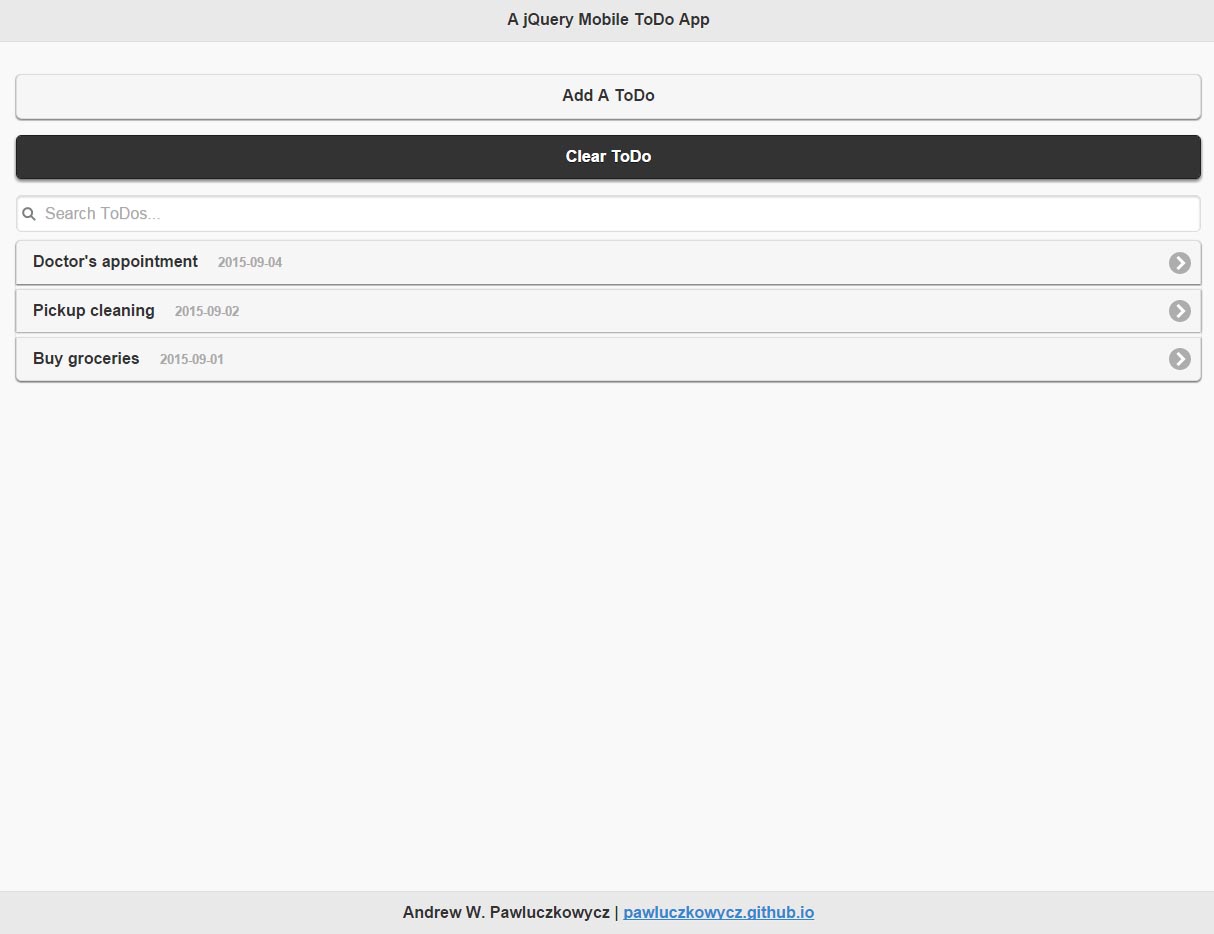 A jQuery Mobile ToDo App
Add A ToDo
Clear ToDo
Search ToDos...
Doctor's appointment 2015-09-04
Pickup cleaning 2015-09-02
Buy groceries 2015-09-01
Andrew W. Pawluczkowycz | pawluczkowycz.github.io